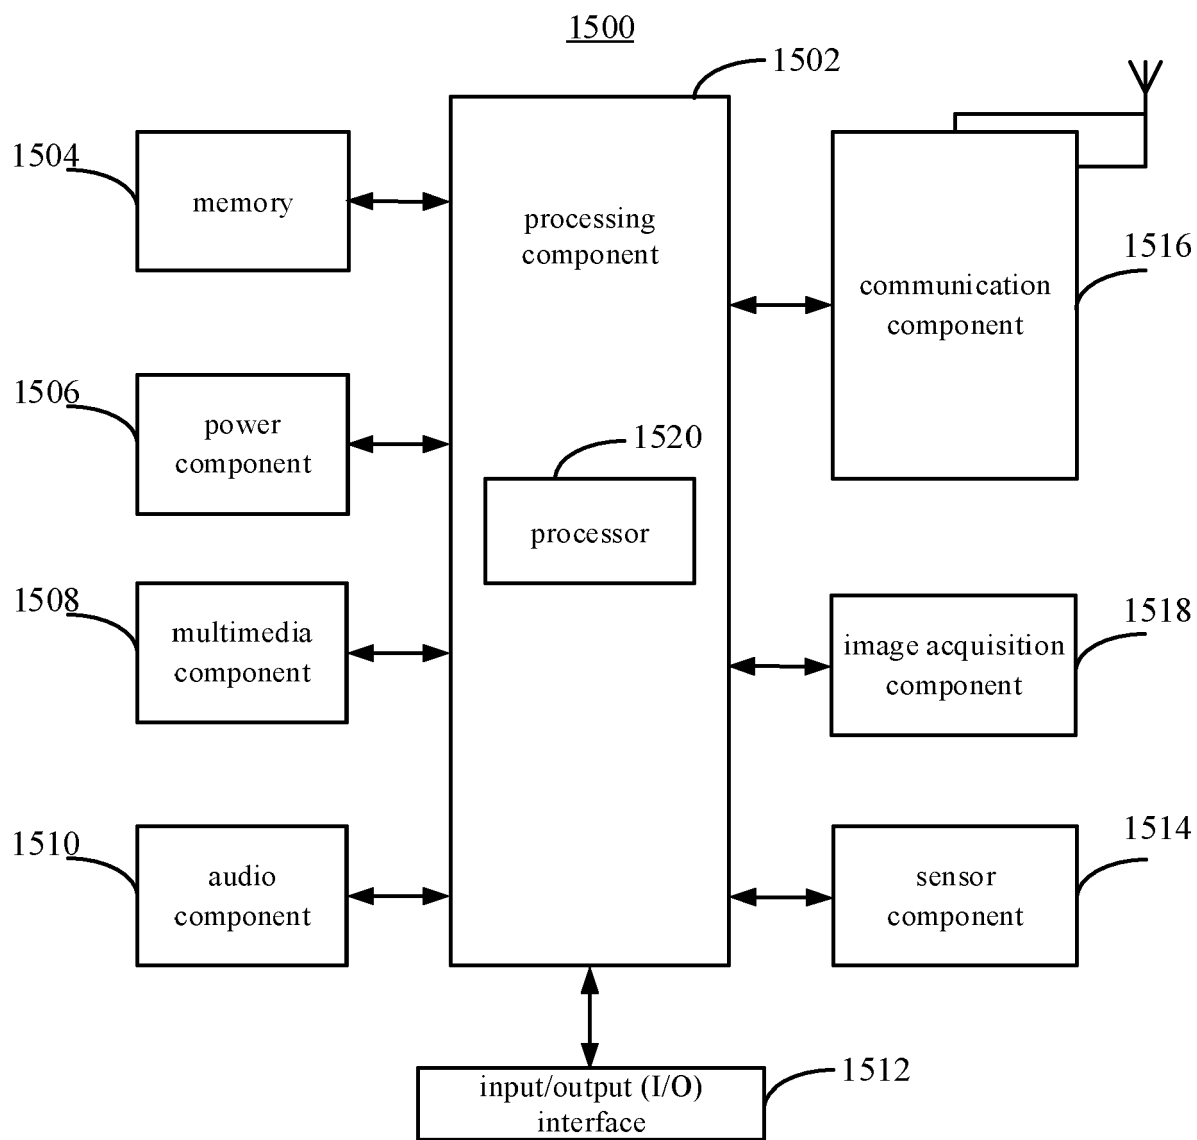 1500
1502
1504
memory
processing
component
1516
communication
component
1506
power
component
1520
processor
1508
multimedia
component
1518
image acquisition
component
1510
audio
component
1514
sensor
component
input/output (I/O)
interface
1512